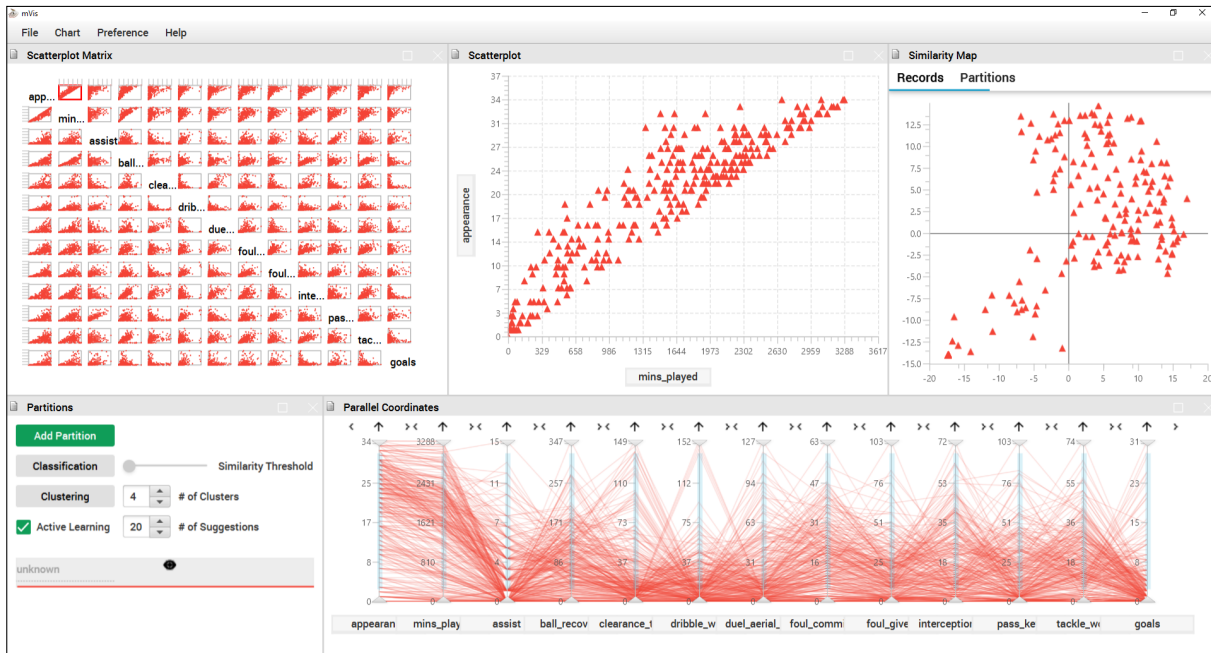 mVis
File Chart Preference Help
Scatterplot Matrix
app...
min...
assist
ball...
clea...
drib...
due...
foul...
foul...
inte...
pas...
tac...
goals
Scatterplot
37
34
31
27
24
20
17
14
10
7
3
0
appearance
0 329 658 986 1315 1644 1973 2302 2630 2959 3288 3617
mins_played
Similarity Map
Records Partitions
12.5
10.0
7.5
5.0
2.5
0.0
-2.5
-5.0
-7.5
-10.0
-12.5
-15.0
-20 -15 -10 -5 0 5 10 15 20
Partitions
Add Partition
Classification Similarity Threshold
Clustering 4 # of Clusters
Active Learning 20 # of Suggestions
unknown
Parallel Coordinates
34 3288 15 347 149 152 127 63 103 72 103 74 31
25 2431 11 257 110 112 94 47 76 53 76 55 23
17 1621 7 171 73 75 63 31 51 36 51 37 15
8 810 4 86 37 37 31 16 25 18 25 18 8
0 0 0 0 0 0 0 0 0 0 0 0 0
appearan mins_play assist ball_recov clearance_t dribble_w duel_aerial_ foul_comm foul_give interception pass_ke tackle_w goals